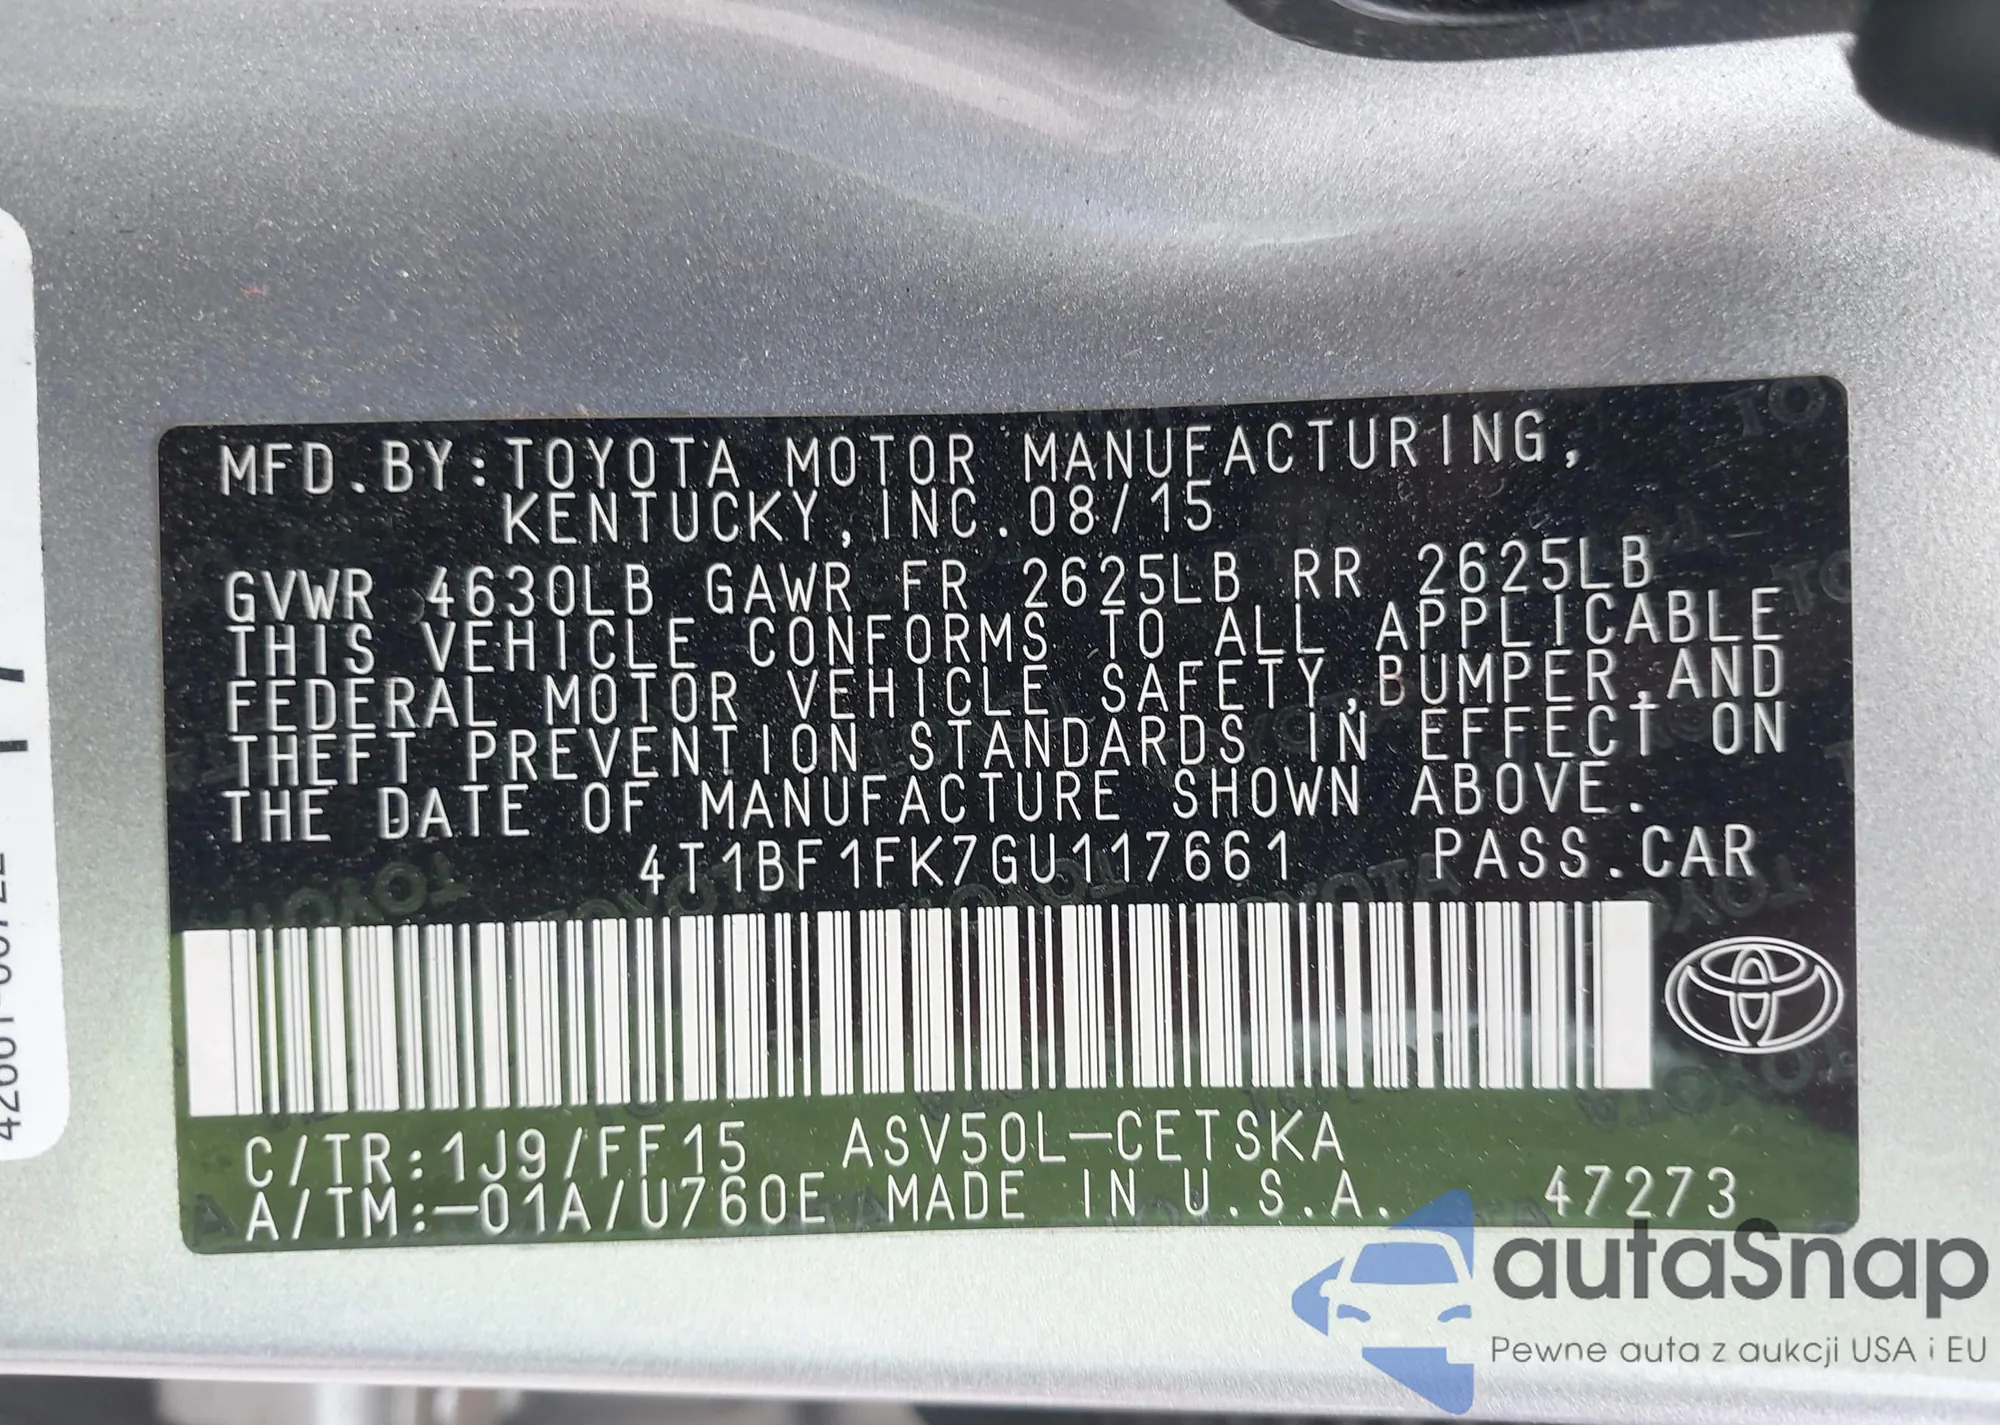 MFD.BY:TOYOTA MOTOR MANUFACTURING,
KENTUCKY,INC.08/15
GVWR 4630LB GAWR FR 2625LB RR 2625LB
THIS VEHICLE CONFORMS TO ALL APPLICABLE
FEDERAL MOTOR VEHICLE SAFETY,BUMPER,AND
THEFT PREVENTION STANDARDS IN EFFECT ON
THE DATE OF MANUFACTURE SHOWN ABOVE.
4T1BF1FK7GU117661 PASS.CAR
C/TR:1J9/FF15 ASV50L-CETSKA
A/TM:-01A/U760E MADE IN U.S.A. 47273
autaSnap
Pewne auta z aukcji USA i EU